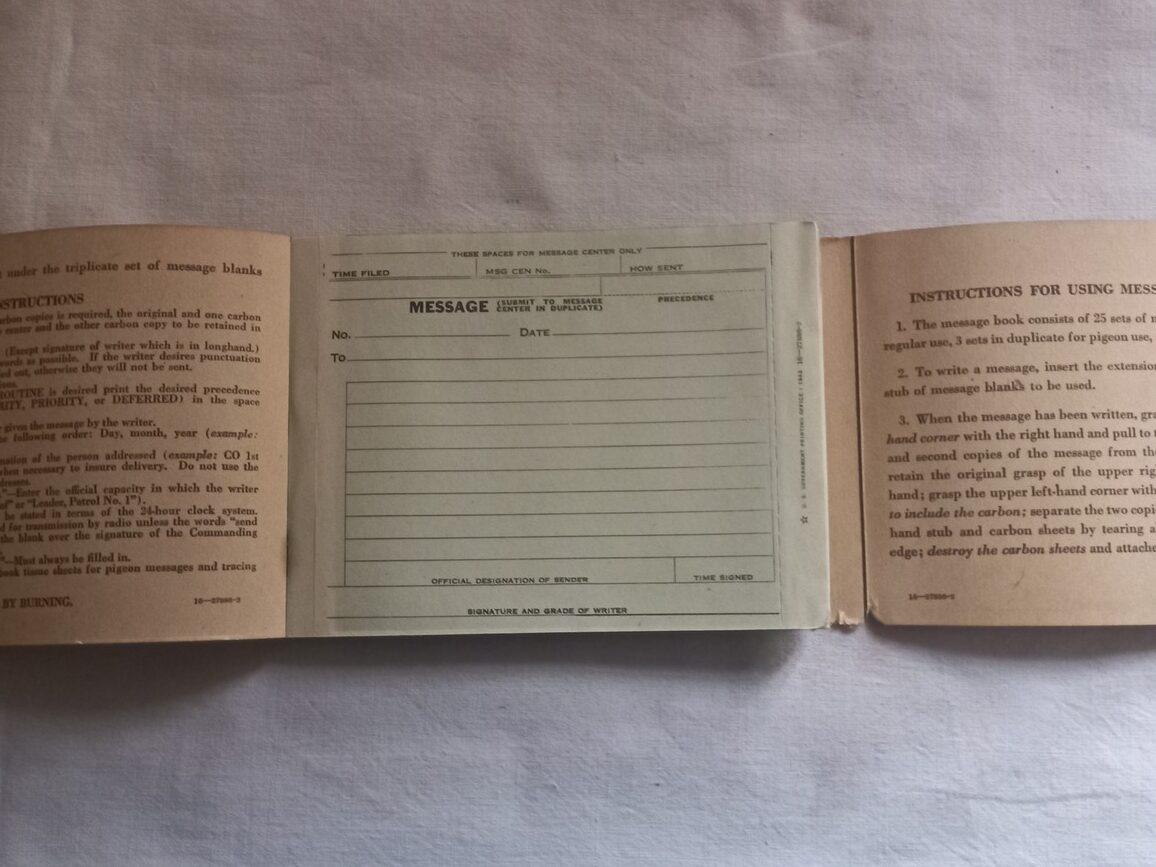 under the triplicate set of message blanks
INSTRUCTIONS
carbon copies is required, the original and one carbon
center and the other carbon copy to be retained in
(Except signature of writer which is in longhand.)
words as possible. If the writer desires punctuation
out, otherwise they will not be sent.
ROUTINE is desired print the desired precedence
PRIORITY, or DEFERRED) in the space
given the message by the writer.
following order: Day, month, year (example:
of the person addressed (example: CO 1st
when necessary to insure delivery. Do not use the
—Enter the official capacity in which the writer
or "Leader, Patrol No. 1").
be stated in terms of the 24-hour clock system.
for transmission by radio unless the words "send
the blank over the signature of the Commanding
"—Must always be filled in.
book tissue sheets for pigeon messages and tracing
BY BURNING.
16—27898-3
THESE SPACES FOR MESSAGE CENTER ONLY
TIME FILED
MSG CEN No.
HOW SENT
MESSAGE (SUBMIT TO MESSAGE
CENTER IN DUPLICATE)
PRECEDENCE
No.
DATE
To
OFFICIAL DESIGNATION OF SENDER
TIME SIGNED
SIGNATURE AND GRADE OF WRITER
☆ U. S. GOVERNMENT PRINTING OFFICE
INSTRUCTIONS FOR USING MESS
1. The message book consists of 25 sets of
regular use, 3 sets in duplicate for pigeon use,
2. To write a message, insert the extension
stub of message blanks to be used.
3. When the message has been written, gra
hand corner with the right hand and pull to
and second copies of the message from the
retain the original grasp of the upper rig
hand; grasp the upper left-hand corner with
to include the carbon; separate the two copi
hand stub and carbon sheets by tearing a
edge; destroy the carbon sheets and attache